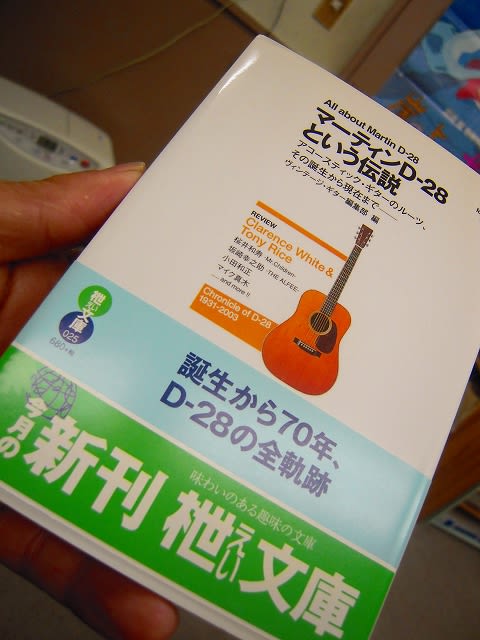 All about Martin D-28
マーティンD-28
という伝説
アコースティック・ギターのルーツ、
その誕生から現在まで――
ヴィンテージ・ギター編集部 編
REVIEW
Clarence White &
Tony Rice
桜井和寿 -Mr.Children-
坂崎幸之助 -THE ALFEE-
小田和正
マイク真木
―― and more !!
Chronicle of D-28
1931-2003
枻文庫
025
680+税
誕生から70年、
D-28の全軌跡
味わいのある趣味の文庫
今月の
新刊 枻えい文庫